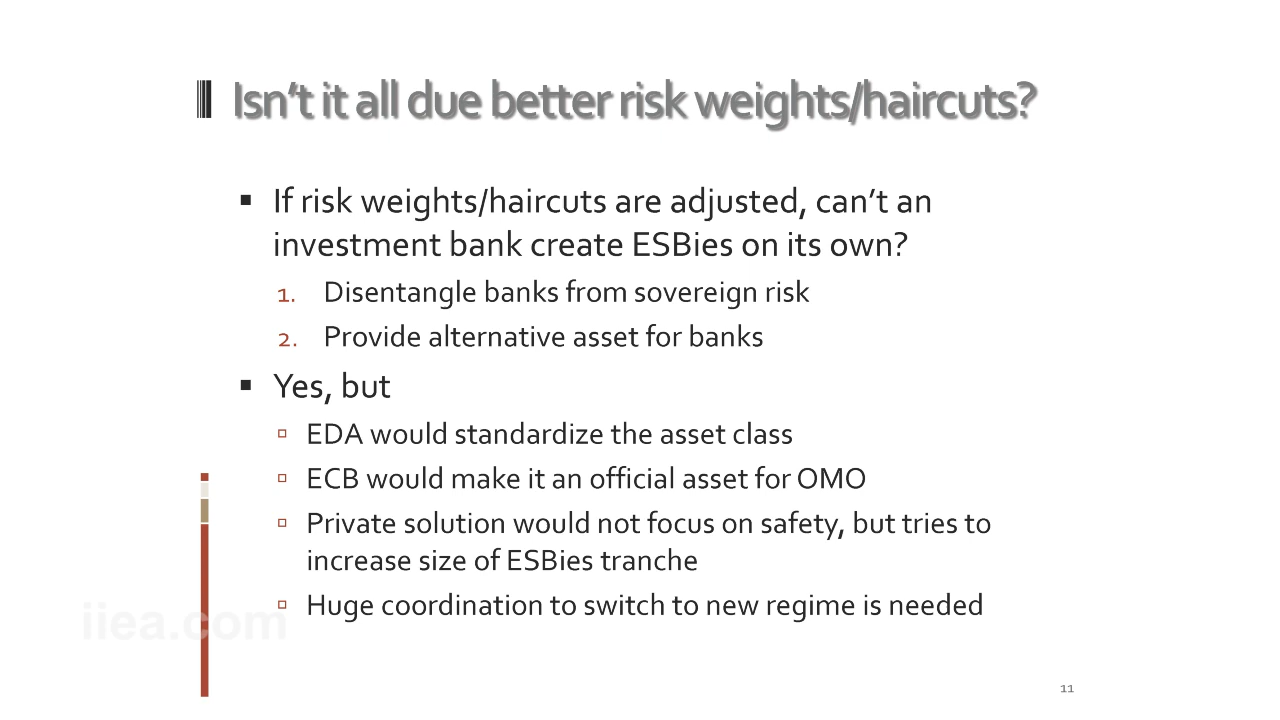 Isn't it all due better risk weights/haircuts?
If risk weights/haircuts are adjusted, can't an
investment bank create ESBies on its own?
1. Disentangle banks from sovereign risk
2. Provide alternative asset for banks
Yes, but
EDA would standardize the asset class
ECB would make it an official asset for OMO
Private solution would not focus on safety, but tries to
increase size of ESBies tranche
Huge coordination to switch to new regime is needed
iiea.com
11